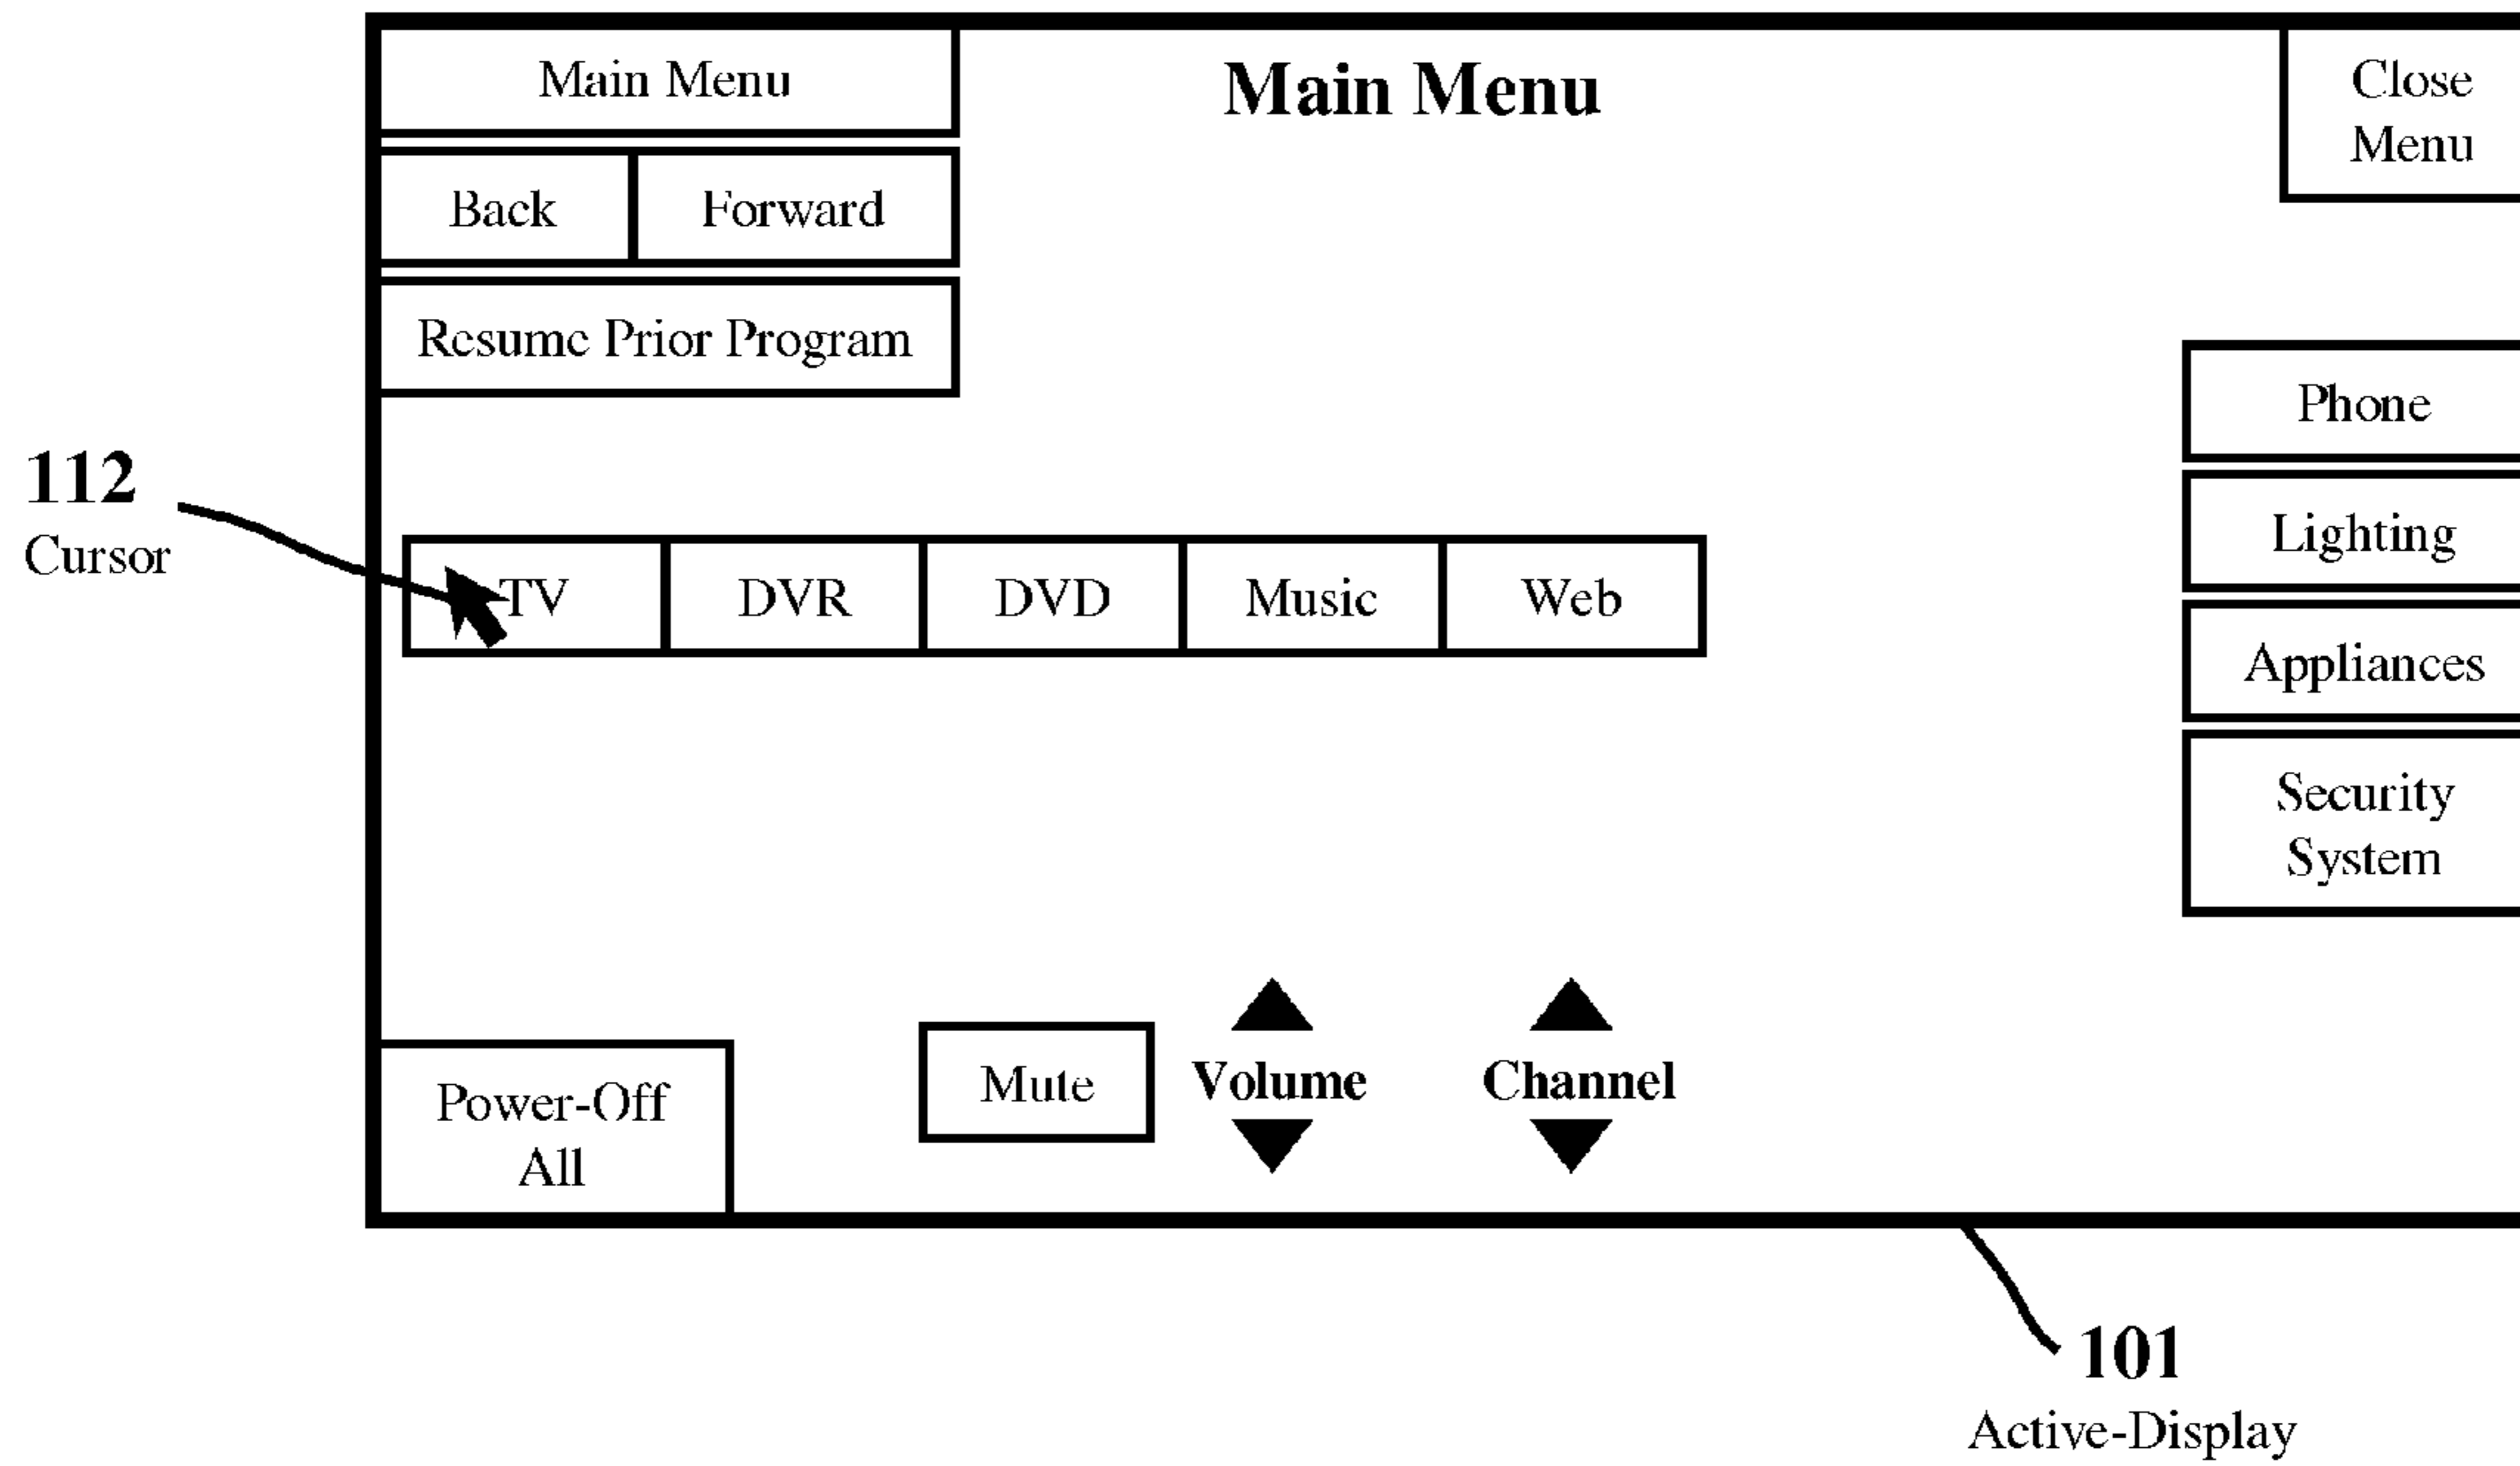 Main Menu
Main Menu
Close
Menu
Back
Forward
Resume Prior Program
Phone
112
Cursor
Lighting
TV
DVR
DVD
Music
Web
Appliances
Security
System
Power-Off
All
Mute
Volume
Channel
101
Active-Display